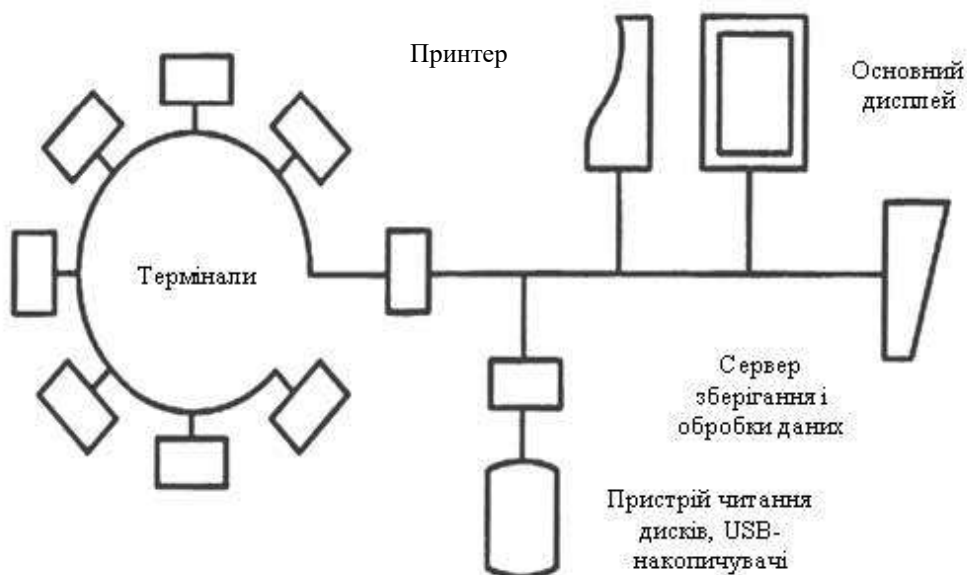 Принтер
Основний
дисплей
Термінали
Сервер
зберігання і
обробки даних
Пристрій читання
дисків, USB-
накопичувачі